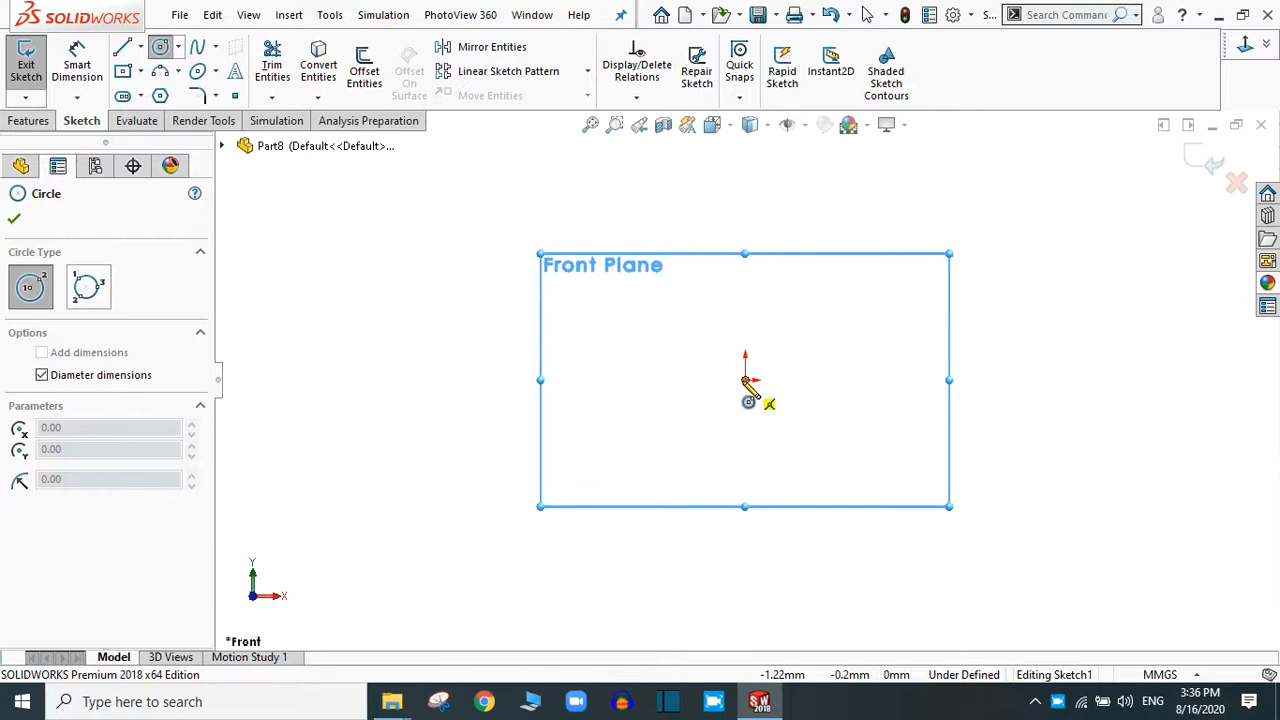 SOLIDWORKS File Edit View Insert Tools Simulation PhotoView 360 Window Help S... Search Commanc ?
Exit Sketch
Smart Dimension
Trim Entities
Convert Entities
Offset Entities
Offset On Surface
Mirror Entities
Linear Sketch Pattern
Move Entities
Display/Delete Relations
Repair Sketch
Quick Snaps
Rapid Sketch
Instant2D
Shaded Sketch Contours
Features Sketch Evaluate Render Tools Simulation Analysis Preparation
Part8 (Default<<Default>...
Circle
Circle Type
Options
Add dimensions
Diameter dimensions
Parameters
0.00
0.00
0.00
Front Plane
Y
X
*Front
Model 3D Views Motion Study 1
SOLIDWORKS Premium 2018 x64 Edition -1.22mm -0.2mm 0mm Under Defined Editing Sketch1 MMGS
Type here to search
SW 2018
ENG
3:36 PM
8/16/2020